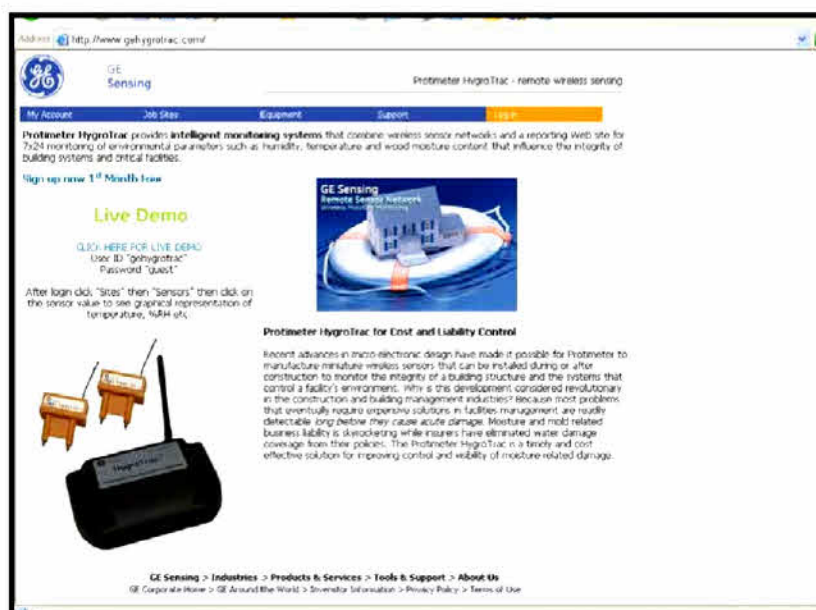 Address http://www.gehygrotrac.com/
GE
Sensing
Protimeter HygroTrac - remote wireless sensing
My Account Job Sites Equipment Support Log in
Protimeter HygroTrac provides intelligent monitoring systems that combine wireless sensor networks and a reporting Web site for
7x24 monitoring of environmental parameters such as humidity, temperature and wood moisture content that influence the integrity of
building systems and critical facilities.
Sign up now 1st Month free
GE Sensing
Remote Sensor Network
Wireless Moisture Monitoring
Live Demo
CLICK HERE FOR LIVE DEMO
User ID "gehygrotrac"
Password "guest"
After login click "Sites" then "Sensors" then click on
the sensor value to see graphical representation of
temperature, %RH etc
Protimeter HygroTrac for Cost and Liability Control
Recent advances in micro-electronic design have made it possible for Protimeter to
manufacture miniature wireless sensors that can be installed during or after
construction to monitor the integrity of a building structure and the systems that
control a facility's environment. Why is this development considered revolutionary
in the construction and building management industries? Because most problems
that eventually require expensive solutions in facilities management are readily
detectable long before they cause acute damage. Moisture and mold related
business liability is skyrocketing while insurers have eliminated water damage
coverage from their policies. The Protimeter HygroTrac is a timely and cost
effective solution for improving control and visibility of moisture related damage.
HygroTrac
GE Sensing > Industries > Products & Services > Tools & Support > About Us
GE Corporate Home > GE Around the World > Investor Information > Privacy Policy > Terms of Use